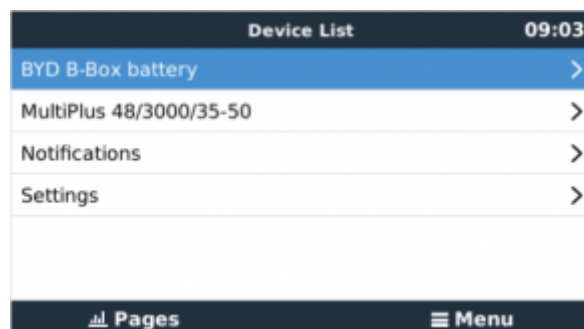 Device List 09:03
BYD B-Box battery
MultiPlus 48/3000/35-50
Notifications
Settings
Pages Menu